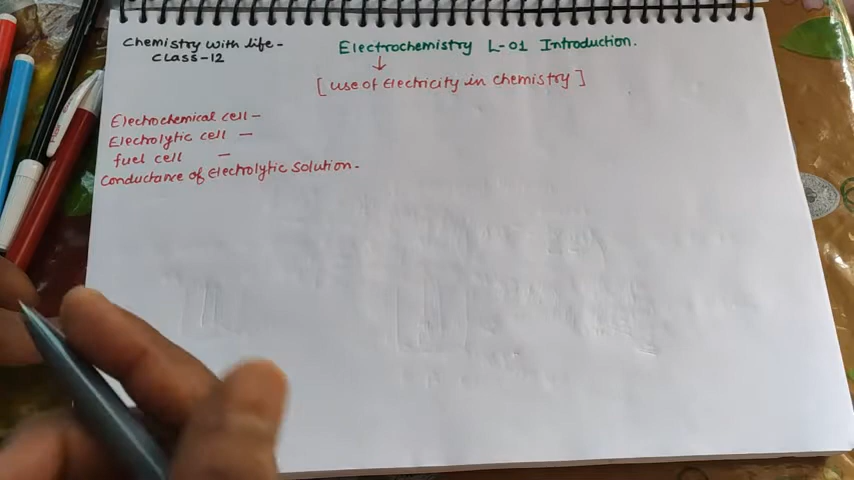 Chemistry with life - Electrochemistry L-01 Introduction.
Class-12
[ use of Electricity in chemistry ]
Electrochemical cell -
Electrolytic cell -
fuel cell -
Conductance of Electrolytic Solution.